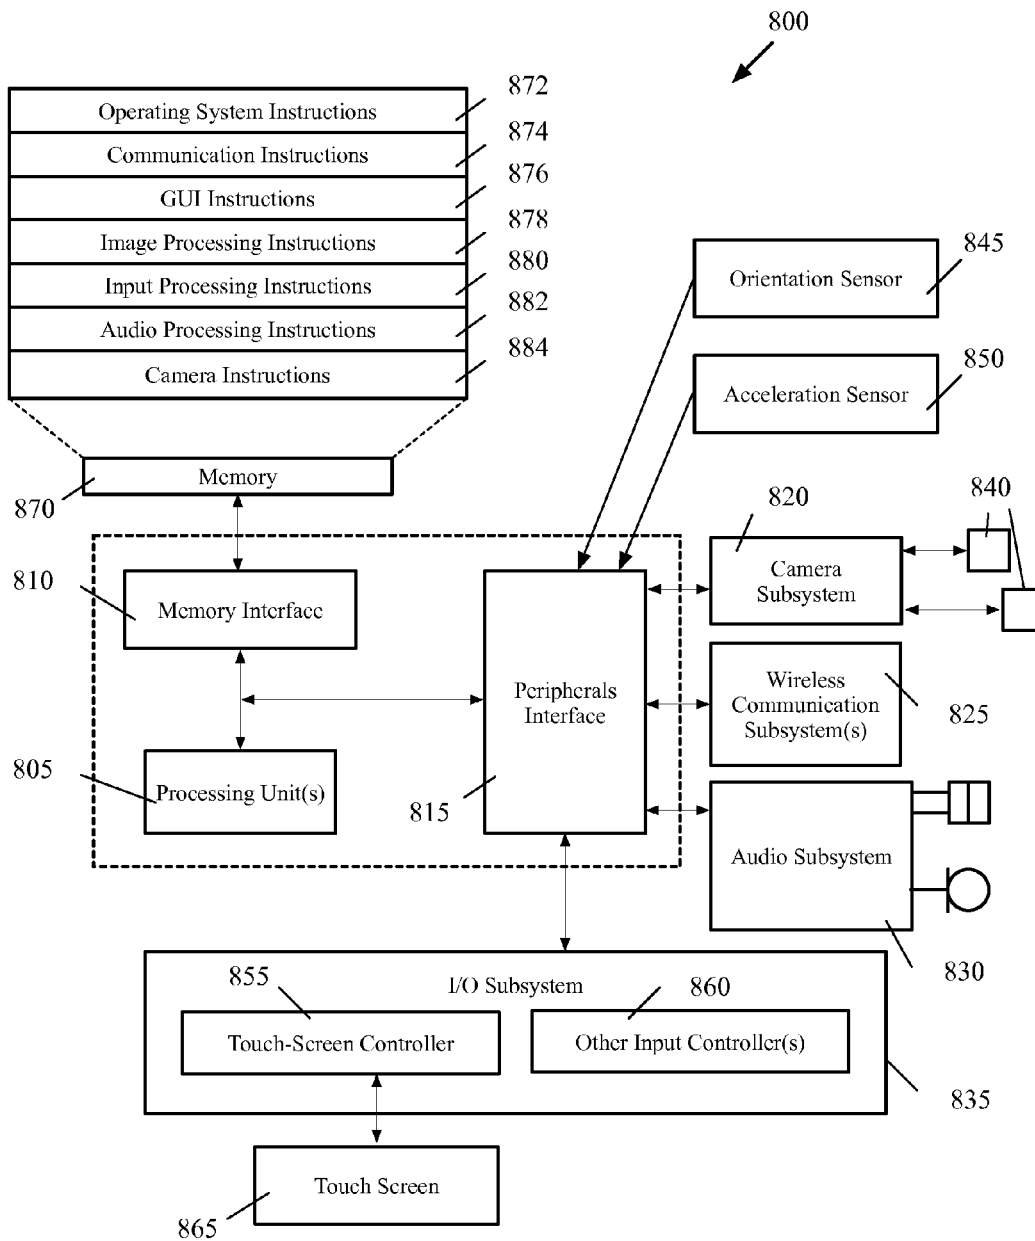 800
872
Operating System Instructions
874
Communication Instructions
876
GUI Instructions
878
Image Processing Instructions
880
Input Processing Instructions
882
Audio Processing Instructions
884
Camera Instructions
Memory
870
845
Orientation Sensor
850
Acceleration Sensor
820
840
Camera
Subsystem
810
Memory Interface
Peripherals
Interface
815
Wireless
Communication
Subsystem(s)
825
805
Processing Unit(s)
Audio Subsystem
830
855
I/O Subsystem
860
Touch-Screen Controller
Other Input Controller(s)
835
Touch Screen
865